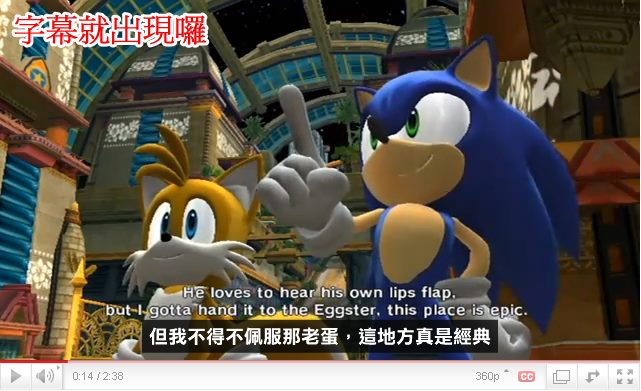 字幕就出現囉
He loves to hear his own lips flap,
but I gotta hand it to the Eggster, this place is epic.
但我不得不佩服那老蛋，這地方真是經典
0:14 / 2:38
360p
CC